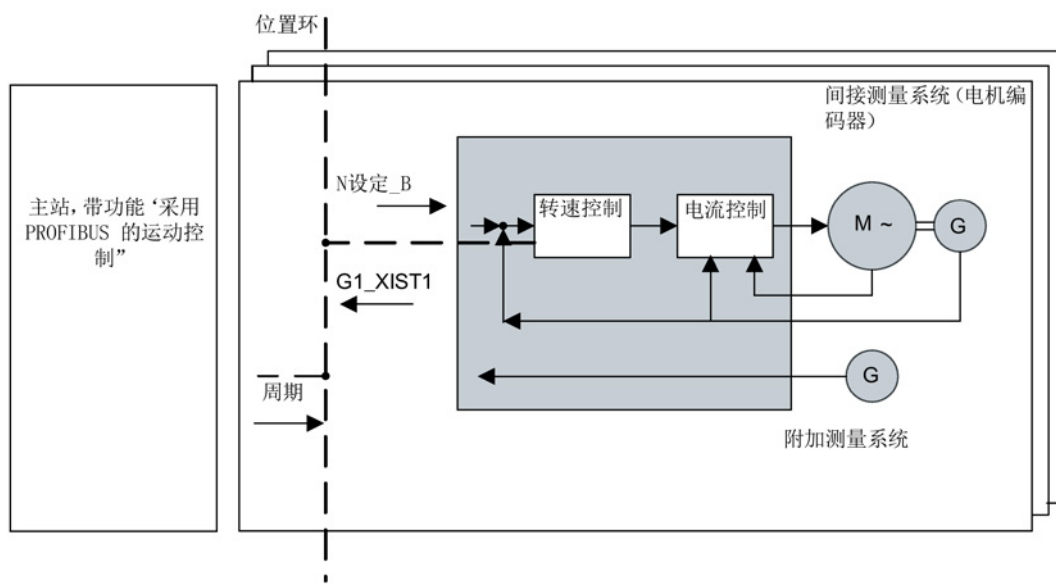 位置环
间接测量系统(电机编
码器)
主站,带功能‘采用
PROFIBUS 的运动控
制”
N设定_B
转速控制
电流控制
M ~
G
G1_XIST1
周期
G
附加测量系统